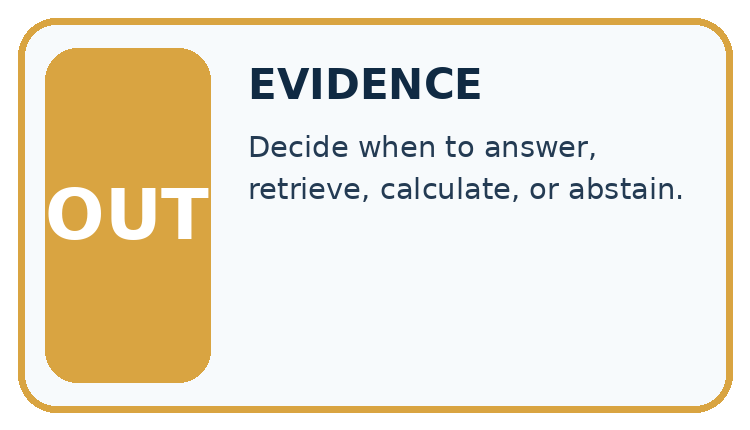 OUT
EVIDENCE
Decide when to answer,
retrieve, calculate, or abstain.